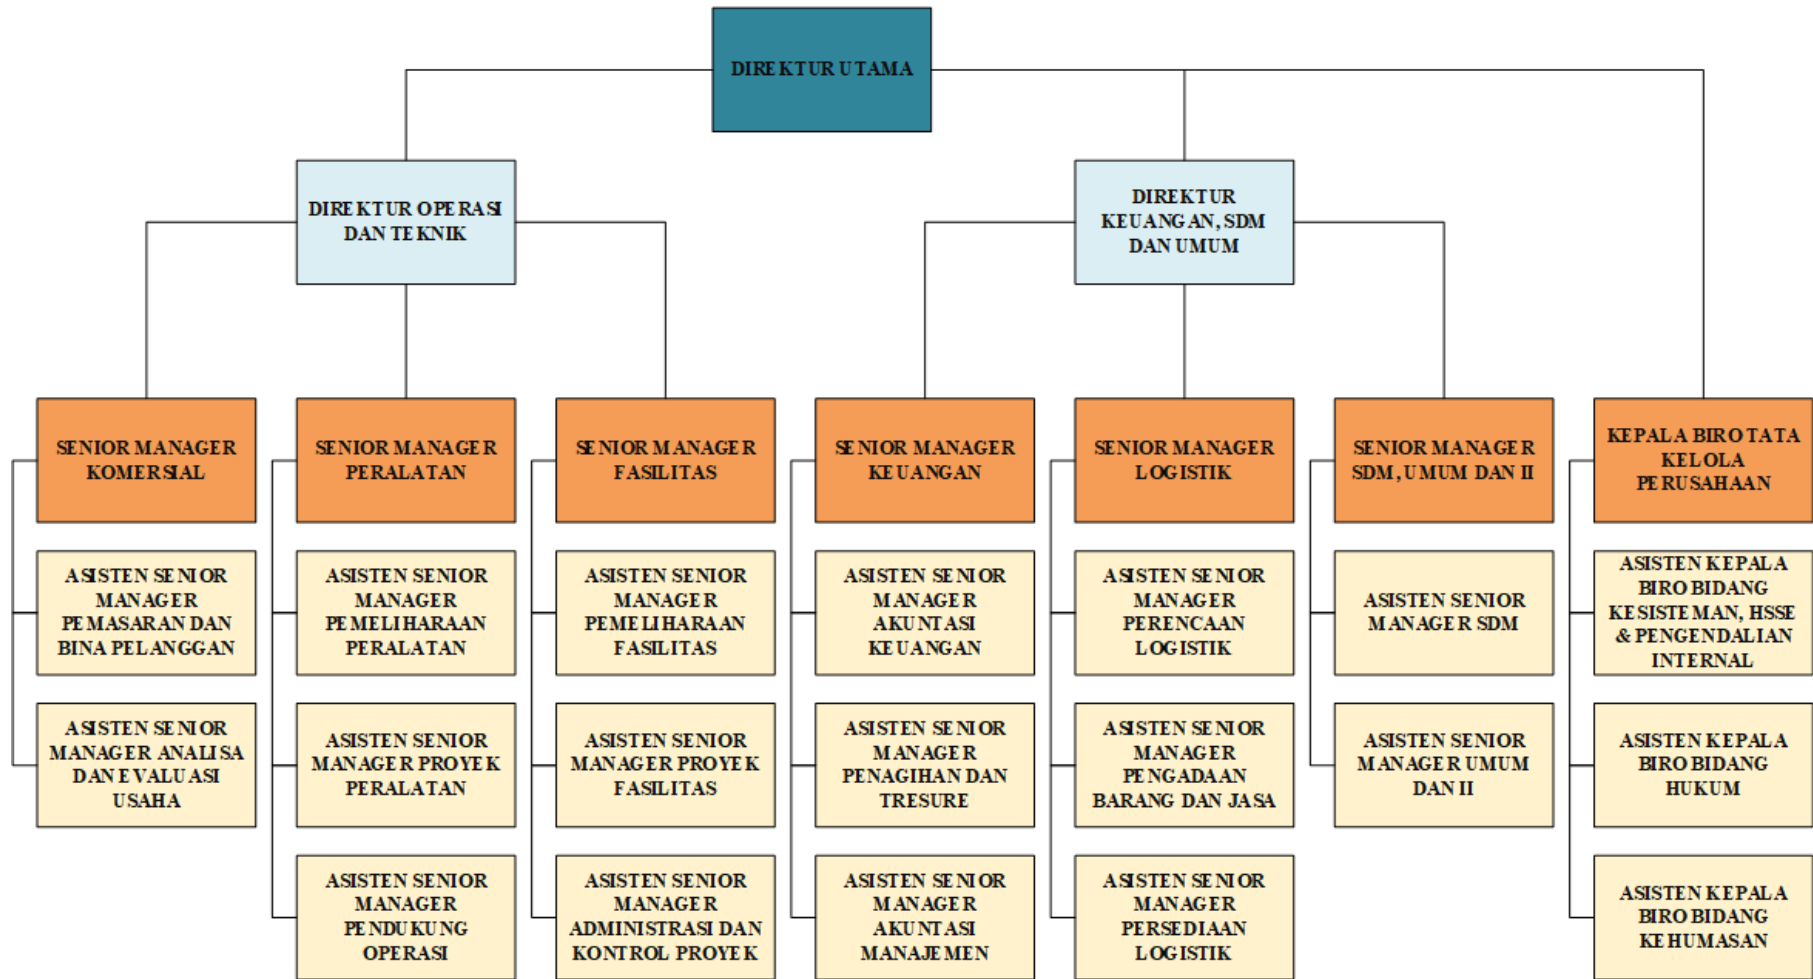 DIREKTUR UTAMA
DIREKTUR OPERASI
DAN TEKNIK
DIREKTUR
KEUANGAN, SDM
DAN UMUM
SENIOR MANAGER
KOMERSIAL
SENIOR MANAGER
PERALATAN
SENIOR MANAGER
FASILITAS
SENIOR MANAGER
KEUANGAN
SENIOR MANAGER
LOGISTIK
SENIOR MANAGER
SDM, UMUM DAN II
KEPALA BIRO TATA
KELOLA
PERUSAHAAN
ASISTEN SENIOR
MANAGER
PEMASARAN DAN
BINA PELANGGAN
ASISTEN SENIOR
MANAGER
PEMELIHARAAN
PERALATAN
ASISTEN SENIOR
MANAGER
PEMELIHARAAN
FASILITAS
ASISTEN SENIOR
MANAGER
AKUNTASI
KEUANGAN
ASISTEN SENIOR
MANAGER
PERENCAAN
LOGISTIK
ASISTEN SENIOR
MANAGER SDM
ASISTEN KEPALA
BIRO BIDANG
KESISTEMAN, HSSE
& PENGENDALIAN
INTERNAL
ASISTEN SENIOR
MANAGER ANALISA
DAN EVALUASI
USAHA
ASISTEN SENIOR
MANAGER PROYEK
PERALATAN
ASISTEN SENIOR
MANAGER PROYEK
FASILITAS
ASISTEN SENIOR
MANAGER
PENAGIHAN DAN
TRESURE
ASISTEN SENIOR
MANAGER
PENGADAAN
BARANG DAN JASA
ASISTEN SENIOR
MANAGER UMUM
DAN II
ASISTEN KEPALA
BIRO BIDANG
HUKUM
ASISTEN SENIOR
MANAGER
PENDUKUNG
OPERASI
ASISTEN SENIOR
MANAGER
ADMINISTRASI DAN
KONTROL PROYEK
ASISTEN SENIOR
MANAGER
AKUNTASI
MANAJEMEN
ASISTEN SENIOR
MANAGER
PERSEDIAAN
LOGISTIK
ASISTEN KEPALA
BIRO BIDANG
KEHUMASAN